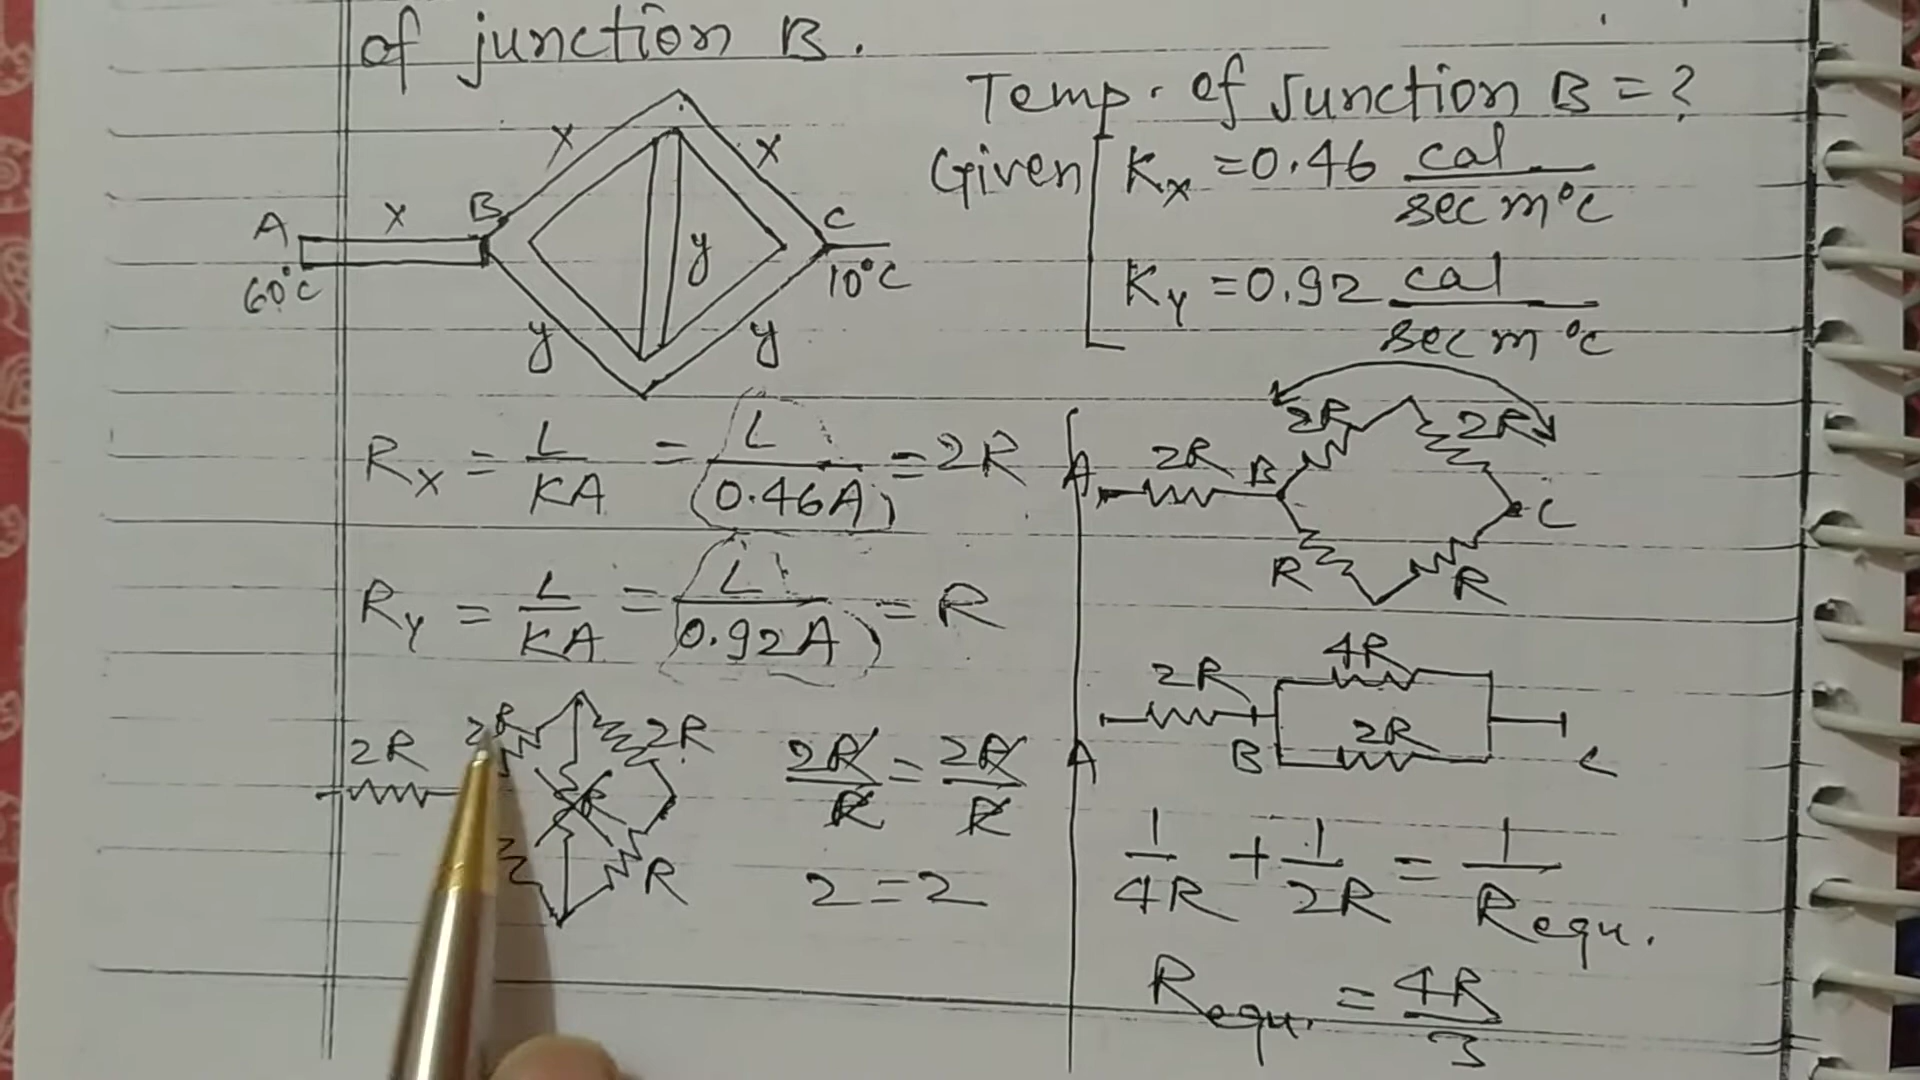 of junction B.
Temp. of Junction B = ?
Given Kx = 0.46 cal / sec m°C
Ky = 0.92 cal / sec m°C
A x B x x C
60°C y 10°C
y y
Rx = L/KA = L/(0.46A) = 2R
Ry = L/KA = L/(0.92A) = R
2R 2R 2R
R
R
2R/R = 2R/R
2 = 2
2R 2R
A 2R B C
R R
4R
2R
A B 2R C
1/4R + 1/2R = 1/Requ.
Requ. = 4R/3